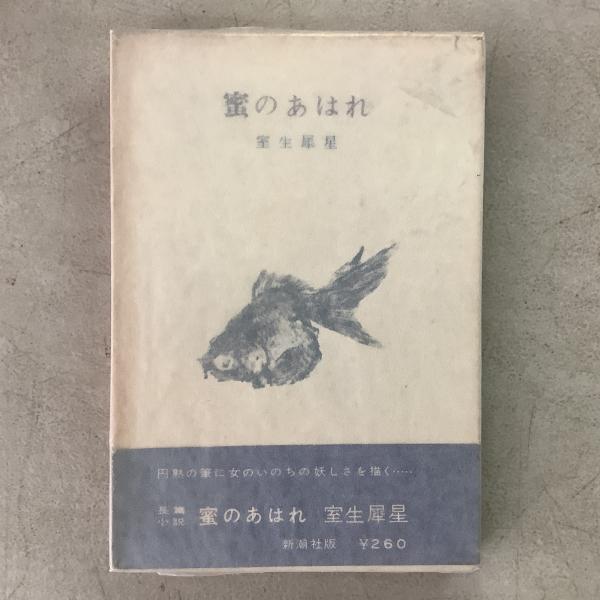 蜜のあはれ
室生犀星
円熟の筆に女のいのちの妖しさを描く‥‥‥
長篇小説 蜜のあはれ 室生犀星
新潮社版 ¥260